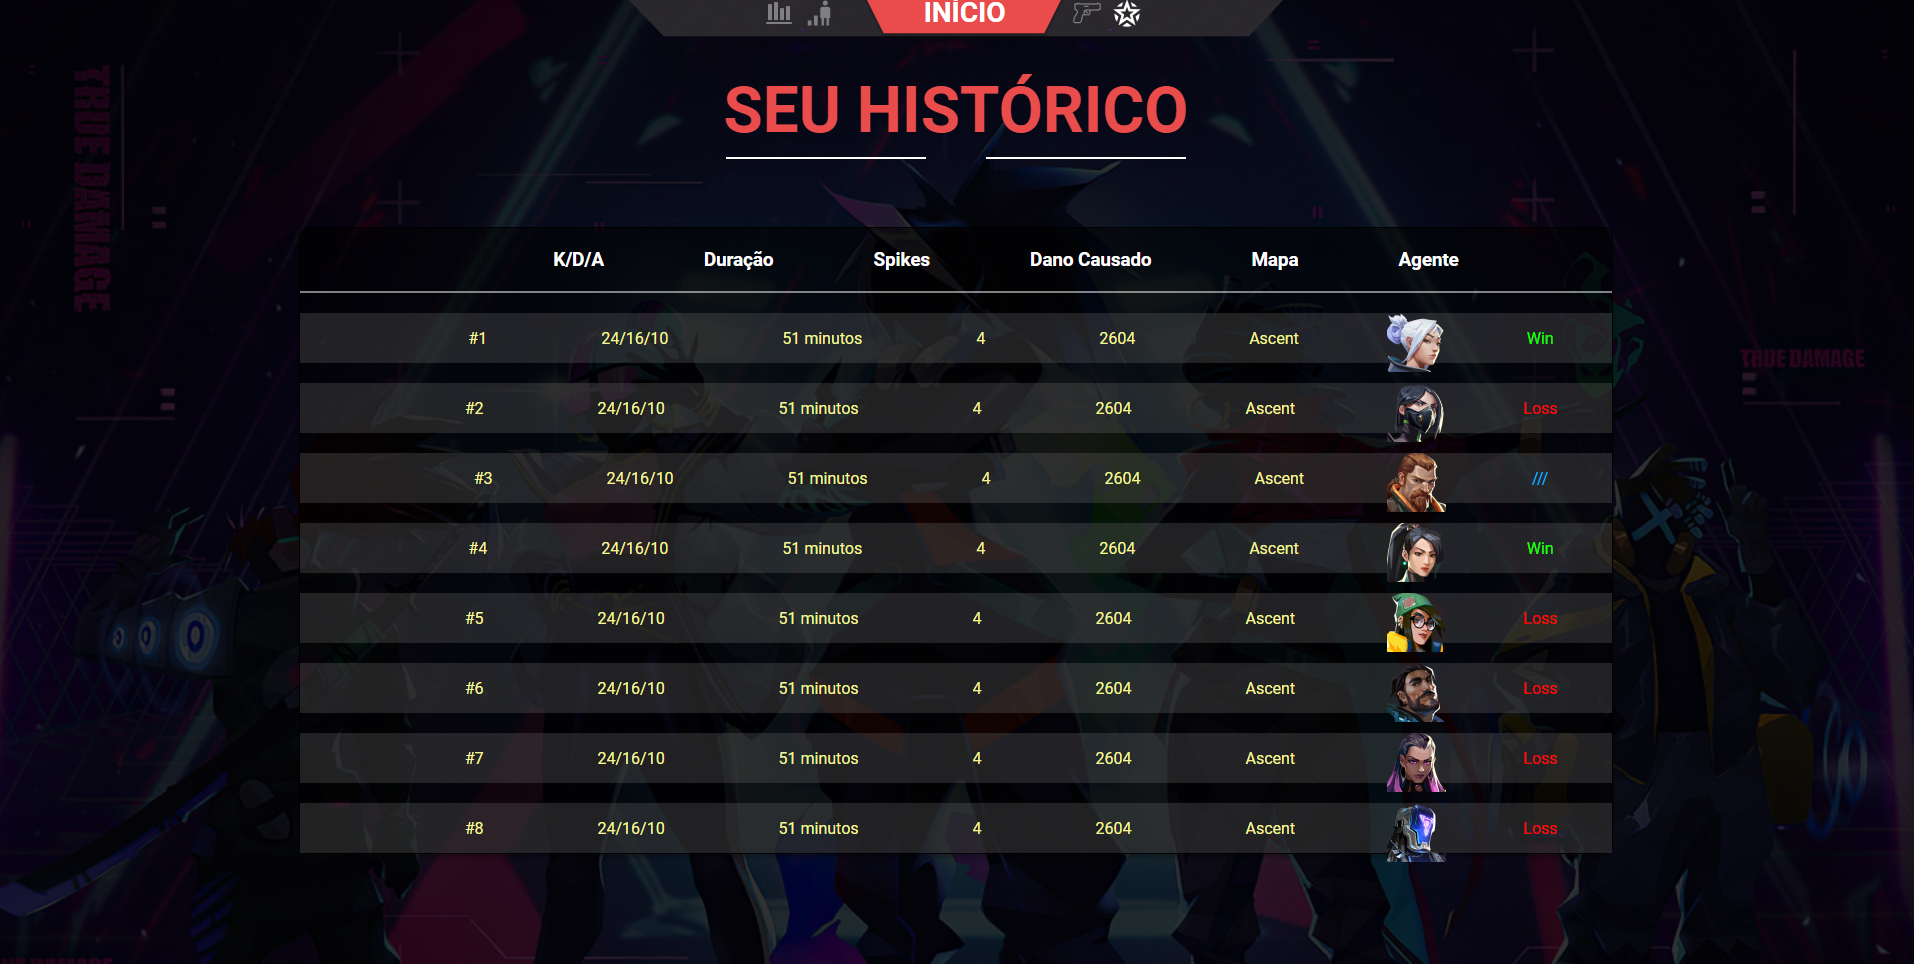 INÍCIO
SEU HISTÓRICO
TRUE DAMAGE
K/D/A Duração Spikes Dano Causado Mapa Agente
#1 24/16/10 51 minutos 4 2604 Ascent Win
TRUE DAMAGE
#2 24/16/10 51 minutos 4 2604 Ascent Loss
#3 24/16/10 51 minutos 4 2604 Ascent ///
#4 24/16/10 51 minutos 4 2604 Ascent Win
#5 24/16/10 51 minutos 4 2604 Ascent Loss
#6 24/16/10 51 minutos 4 2604 Ascent Loss
#7 24/16/10 51 minutos 4 2604 Ascent Loss
#8 24/16/10 51 minutos 4 2604 Ascent Loss